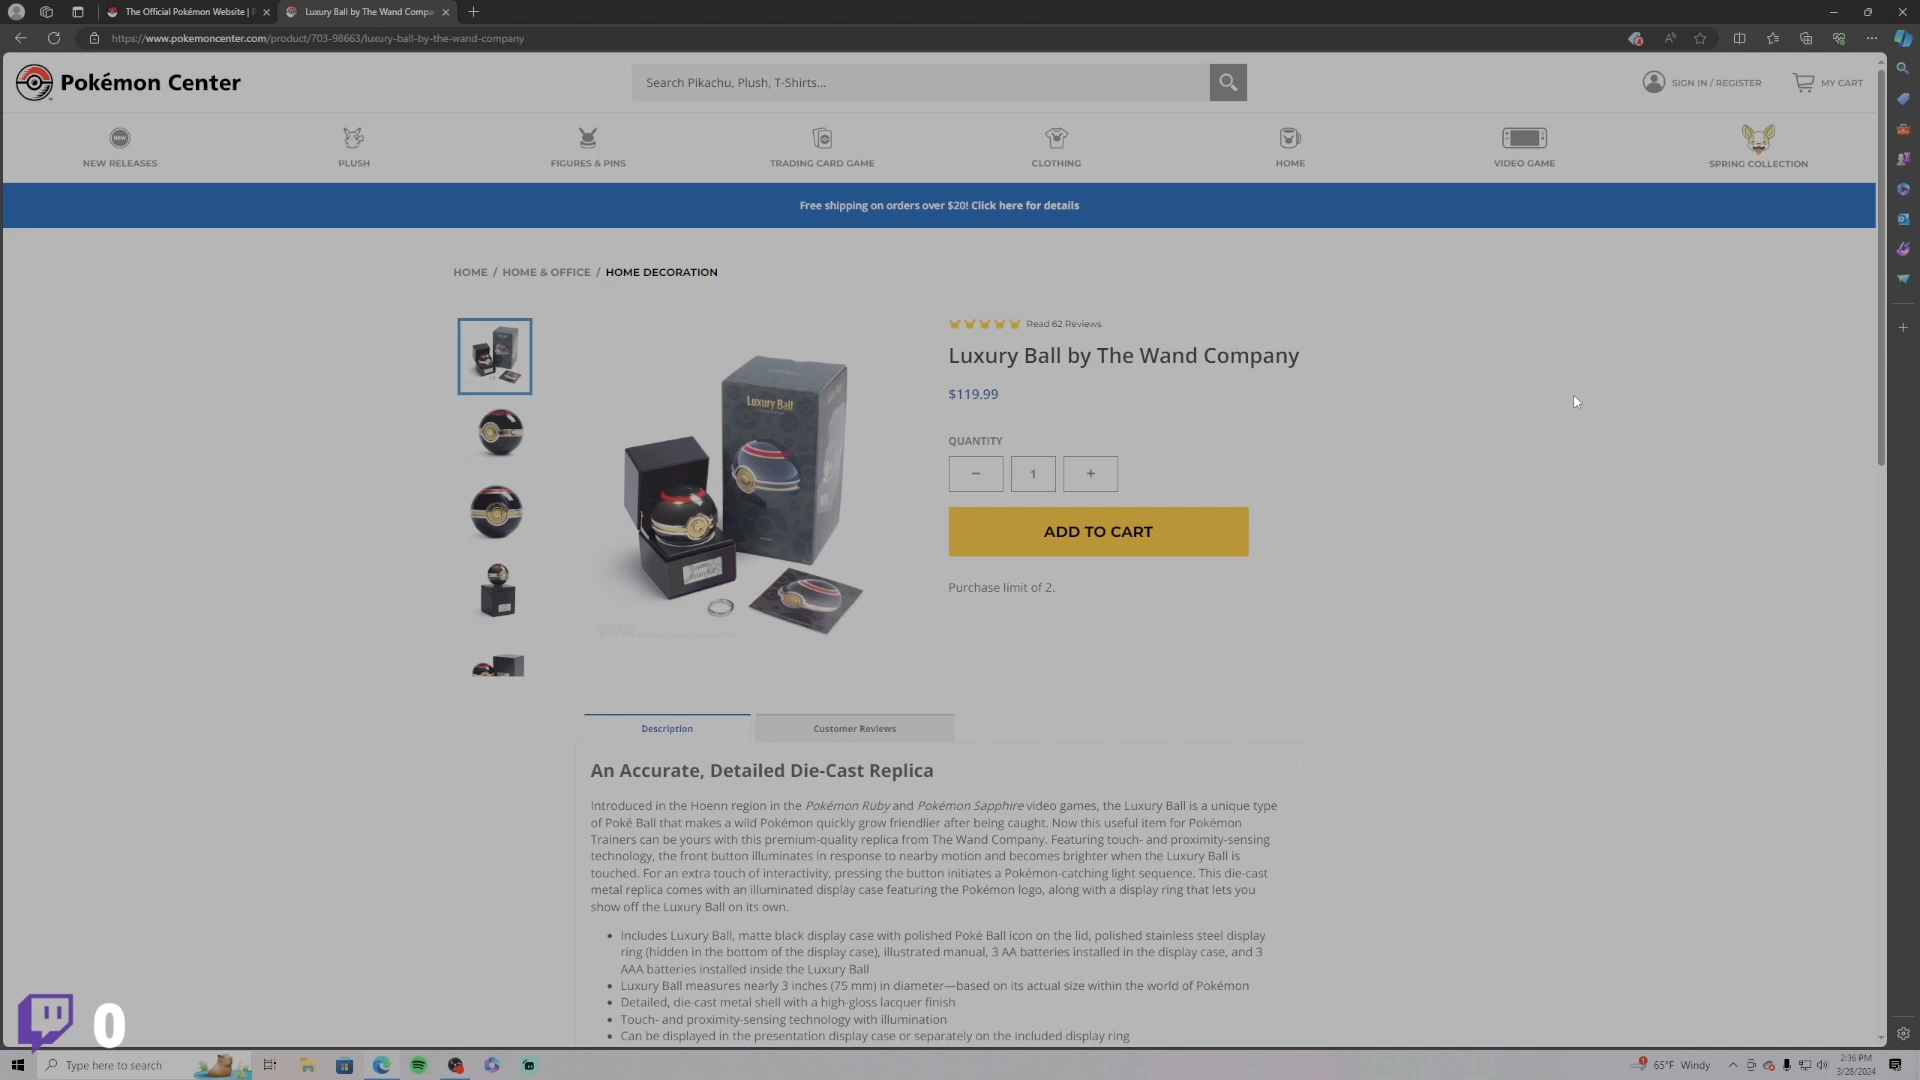 The Official Pokémon Website |
Luxury Ball by The Wand Compa
https://www.pokemoncenter.com/product/703-98663/luxury-ball-by-the-wand-company
Pokémon Center
Search Pikachu, Plush, T-Shirts...
SIGN IN / REGISTER
MY CART
NEW
NEW RELEASES
PLUSH
FIGURES & PINS
TRADING CARD GAME
CLOTHING
HOME
VIDEO GAME
SPRING COLLECTION
Free shipping on orders over $20! Click here for details
HOME / HOME & OFFICE / HOME DECORATION
Read 62 Reviews
Luxury Ball by The Wand Company
$119.99
Luxury Ball
QUANTITY
− 1 +
ADD TO CART
Purchase limit of 2.
Description
Customer Reviews
An Accurate, Detailed Die-Cast Replica
Introduced in the Hoenn region in the Pokémon Ruby and Pokémon Sapphire video games, the Luxury Ball is a unique type
of Poké Ball that makes a wild Pokémon quickly grow friendlier after being caught. Now this useful item for Pokémon
Trainers can be yours with this premium-quality replica from The Wand Company. Featuring touch- and proximity-sensing
technology, the front button illuminates in response to nearby motion and becomes brighter when the Luxury Ball is
touched. For an extra touch of interactivity, pressing the button initiates a Pokémon-catching light sequence. This die-cast
metal replica comes with an illuminated display case featuring the Pokémon logo, along with a display ring that lets you
show off the Luxury Ball on its own.
• Includes Luxury Ball, matte black display case with polished Poké Ball icon on the lid, polished stainless steel display
ring (hidden in the bottom of the display case), illustrated manual, 3 AA batteries installed in the display case, and 3
AAA batteries installed inside the Luxury Ball
• Luxury Ball measures nearly 3 inches (75 mm) in diameter—based on its actual size within the world of Pokémon
• Detailed, die-cast metal shell with a high-gloss lacquer finish
• Touch- and proximity-sensing technology with illumination
• Can be displayed in the presentation display case or separately on the included display ring
0
Type here to search
65°F Windy
2:36 PM
3/28/2024